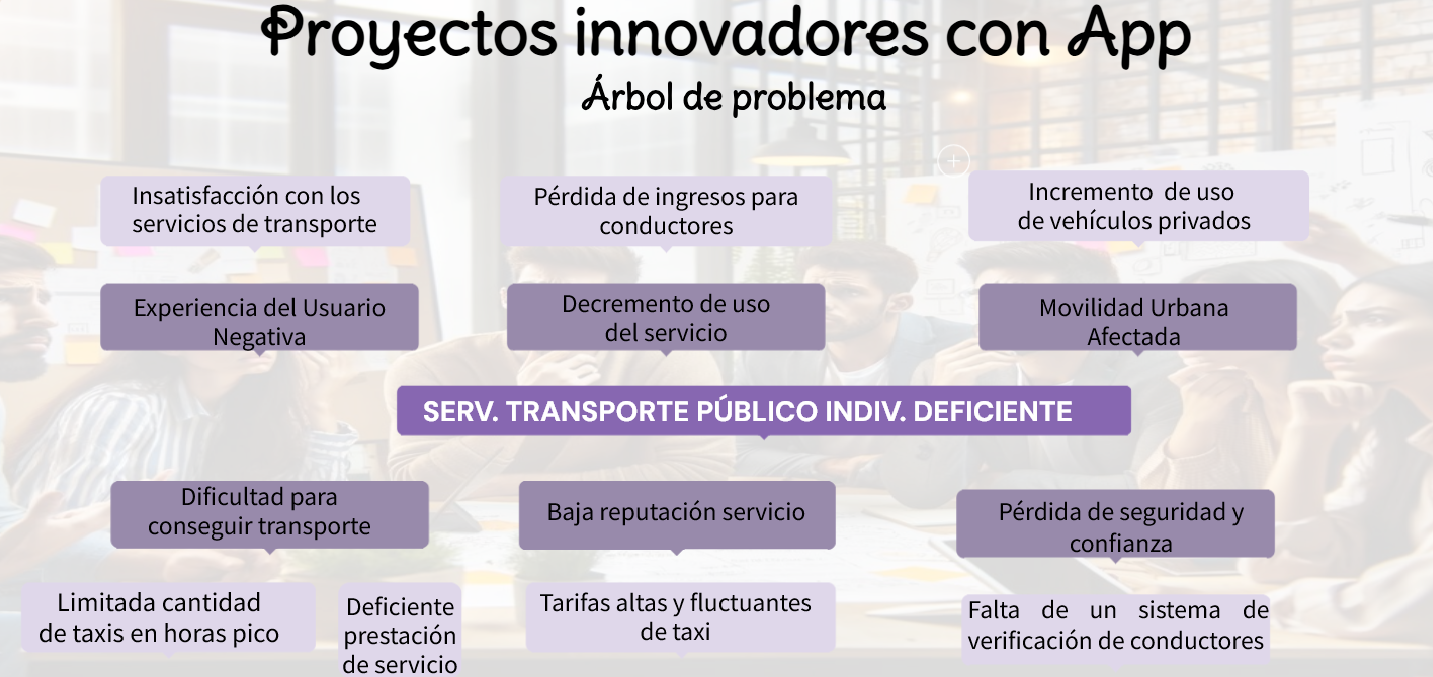 Proyectos innovadores con App
Árbol de problema
Insatisfacción con los
servicios de transporte
Pérdida de ingresos para
conductores
Incremento de uso
de vehículos privados
Experiencia del Usuario
Negativa
Decremento de uso
del servicio
Movilidad Urbana
Afectada
SERV. TRANSPORTE PÚBLICO INDIV. DEFICIENTE
Dificultad para
conseguir transporte
Baja reputación servicio
Pérdida de seguridad y
confianza
Limitada cantidad
de taxis en horas pico
Deficiente
prestación
de servicio
Tarifas altas y fluctuantes
de taxi
Falta de un sistema de
verificación de conductores